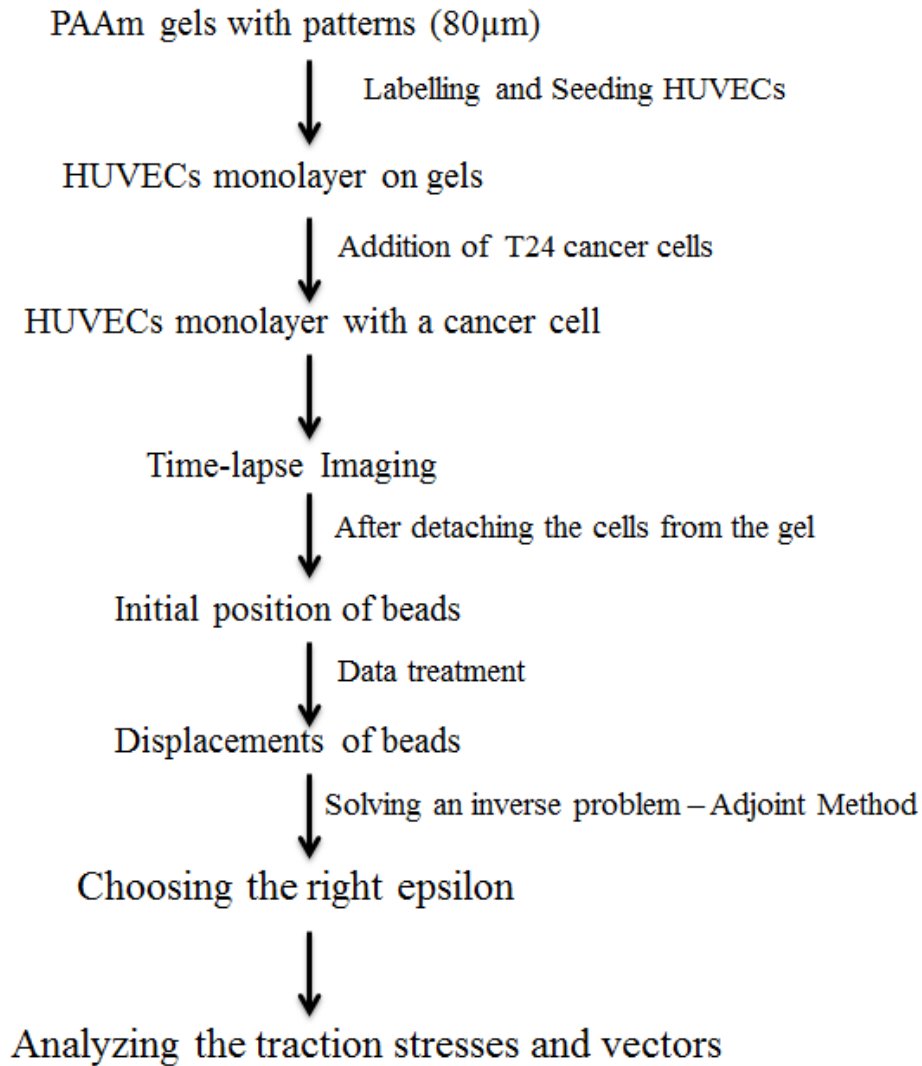 PAAm gels with patterns (80µm)
Labelling and Seeding HUVECs
HUVECs monolayer on gels
Addition of T24 cancer cells
HUVECs monolayer with a cancer cell
Time-lapse Imaging
After detaching the cells from the gel
Initial position of beads
Data treatment
Displacements of beads
Solving an inverse problem – Adjoint Method
Choosing the right epsilon
Analyzing the traction stresses and vectors